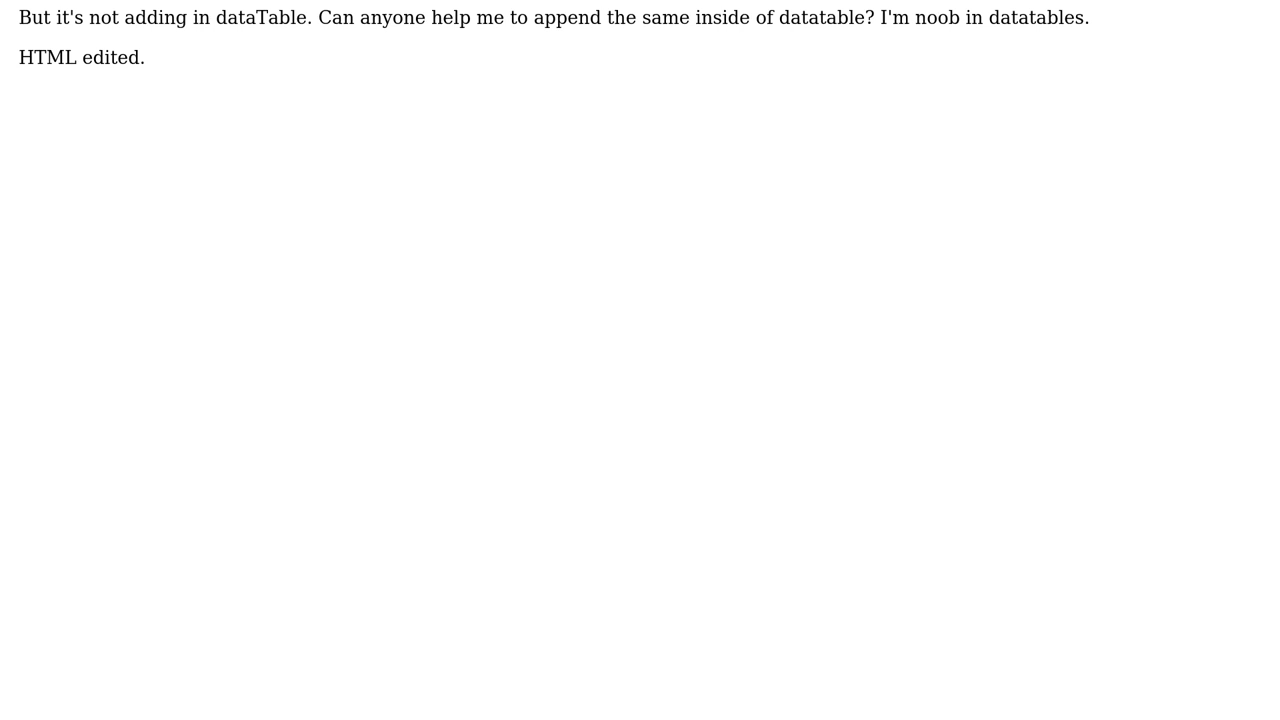 But it's not adding in dataTable. Can anyone help me to append the same inside of datatable? I'm noob in datatables.
HTML edited.